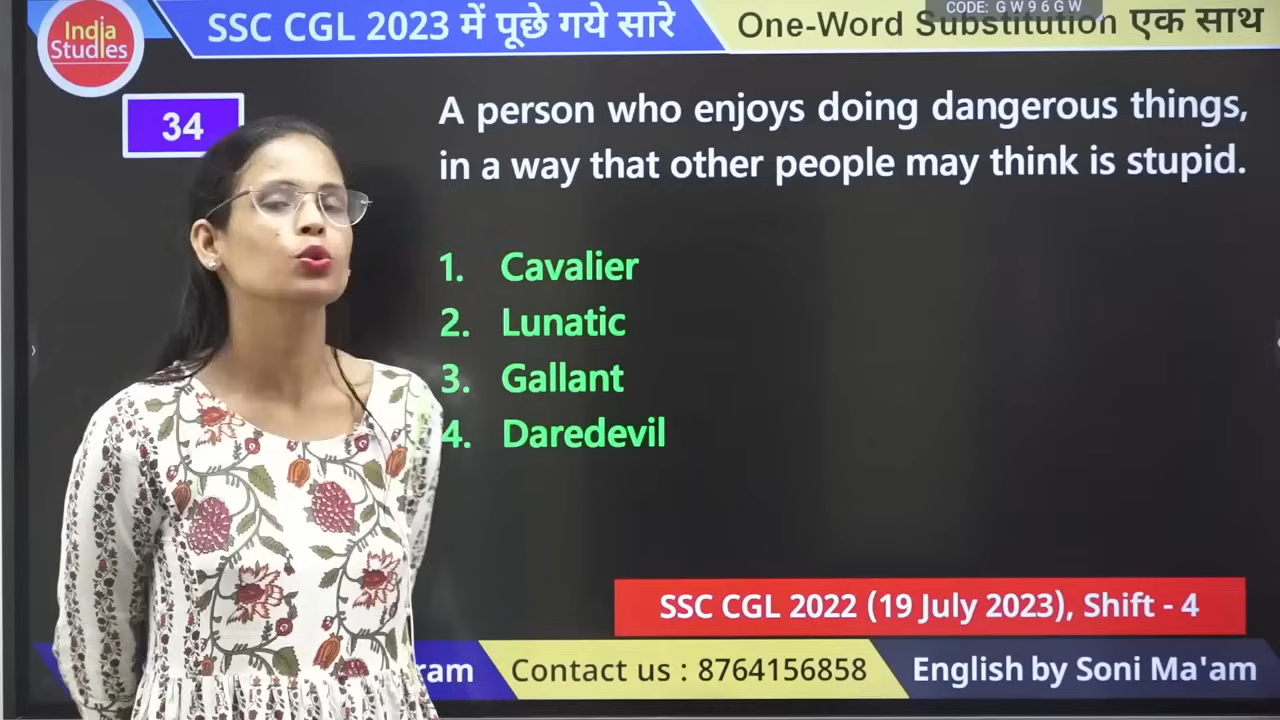 CODE: GW96GW
India
Studies
SSC CGL 2023 में पूछे गये सारे
One-Word Substitution एक साथ
34
A person who enjoys doing dangerous things,
in a way that other people may think is stupid.
1. Cavalier
2. Lunatic
3. Gallant
4. Daredevil
SSC CGL 2022 (19 July 2023), Shift - 4
Contact us : 8764156858
English by Soni Ma'am